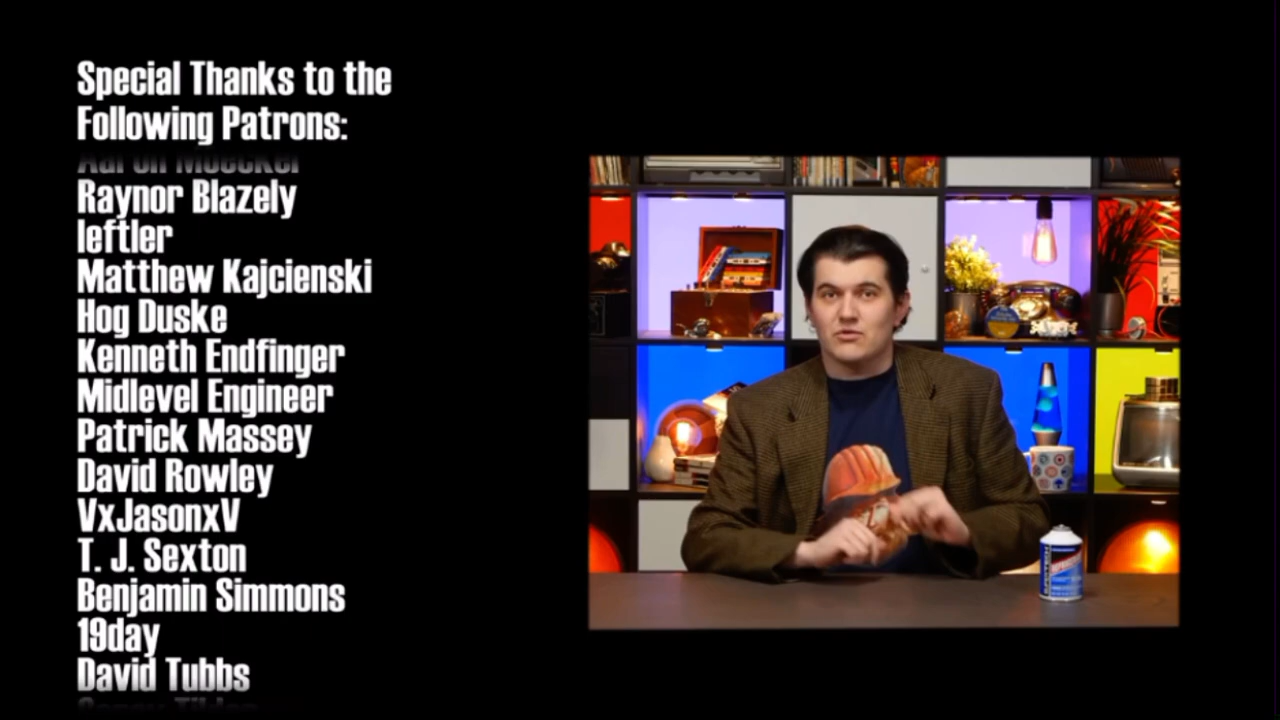 Special Thanks to the
Following Patrons:
Raynor Blazely
leftler
Matthew Kajcienski
Hog Duske
Kenneth Endfinger
Midlevel Engineer
Patrick Massey
David Rowley
VxJasonxV
T. J. Sexton
Benjamin Simmons
19day
David Tubbs